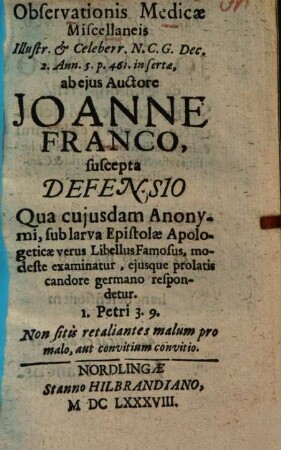 Observationis Medicæ
Miscellaneis
Illustr. & Celeberr. N. C. G. Dec.
2. Ann. 5. p. 461. insertæ,
ab ejus Auctore
JOANNE
FRANCO,
suscepta
DEFENSIO
Qua cujusdam Anony-
mi, sub larva Epistolæ Apolo-
geticæ verus Libellus Famosus, mo-
deste examinatur, ejusque prolatis
candore germano respon-
detur.
1. Petri 3. 9.
Non sitis retaliantes malum pro
malo, aut convitium convitio.
NORDLINGÆ
Stanno HILBRANDIANO,
M DC LXXXVIII.